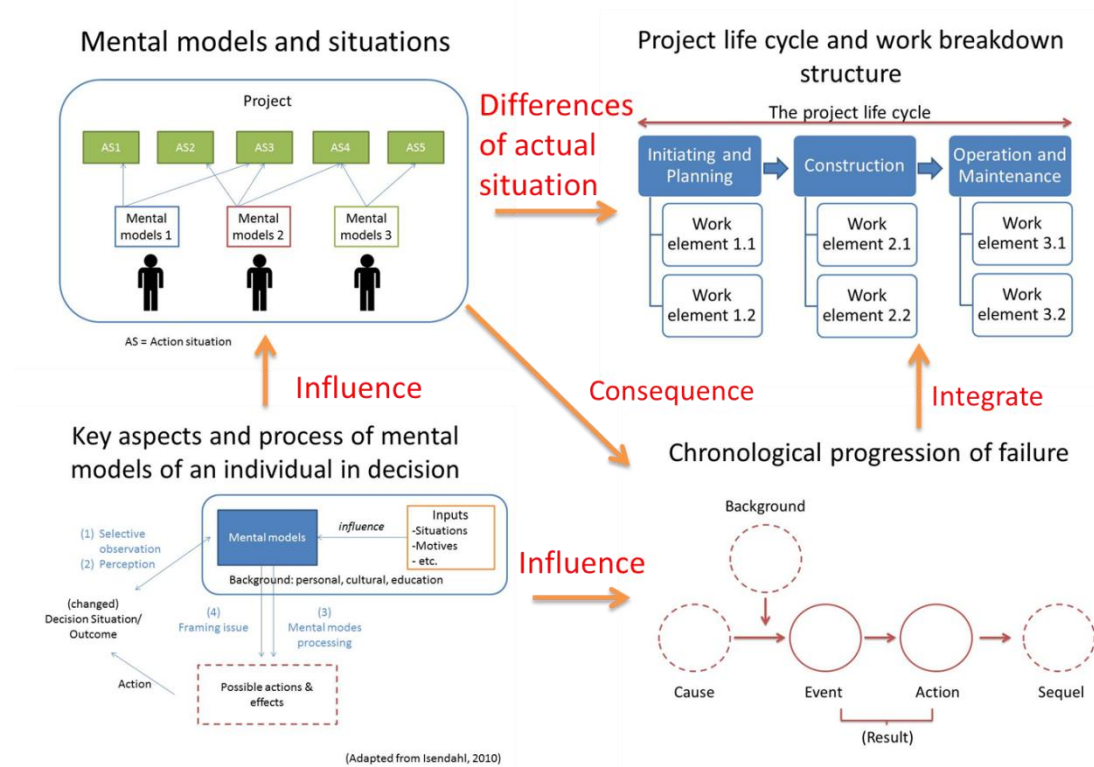 Mental models and situations
Project
AS1
AS2
AS3
AS4
AS5
Mental
models 1
Mental
models 2
Mental
models 3
AS = Action situation
Differences
of actual
situation
Project life cycle and work breakdown
structure
The project life cycle
Initiating and
Planning
Construction
Operation and
Maintenance
Work
element 1.1
Work
element 2.1
Work
element 3.1
Work
element 1.2
Work
element 2.2
Work
element 3.2
Influence
Consequence
Integrate
Key aspects and process of mental
models of an individual in decision
(1) Selective
observation
(2) Perception
Mental models
influence
Inputs
-Situations
-Motives
- etc.
Background: personal, cultural, education
(changed)
Decision Situation/
Outcome
(4)
Framing issue
(3)
Mental modes
processing
Action
Possible actions &
effects
(Adapted from Isendahl, 2010)
Influence
Chronological progression of failure
Background
Cause
Event
Action
Sequel
(Result)